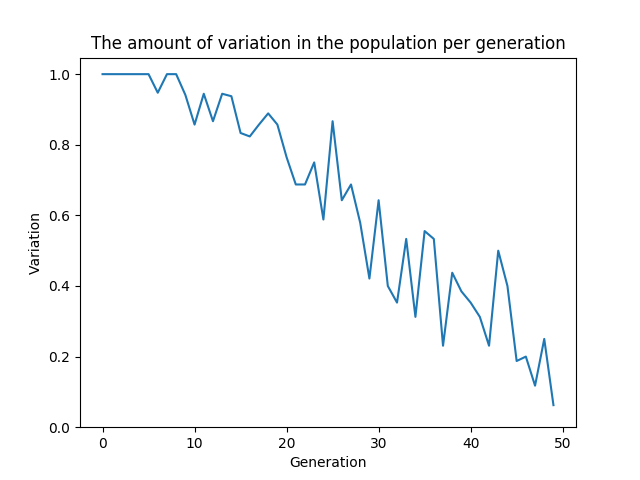 The amount of variation in the population per generation
1.0
0.8
0.6
0.4
0.2
0.0
Variation
0 10 20 30 40 50
Generation